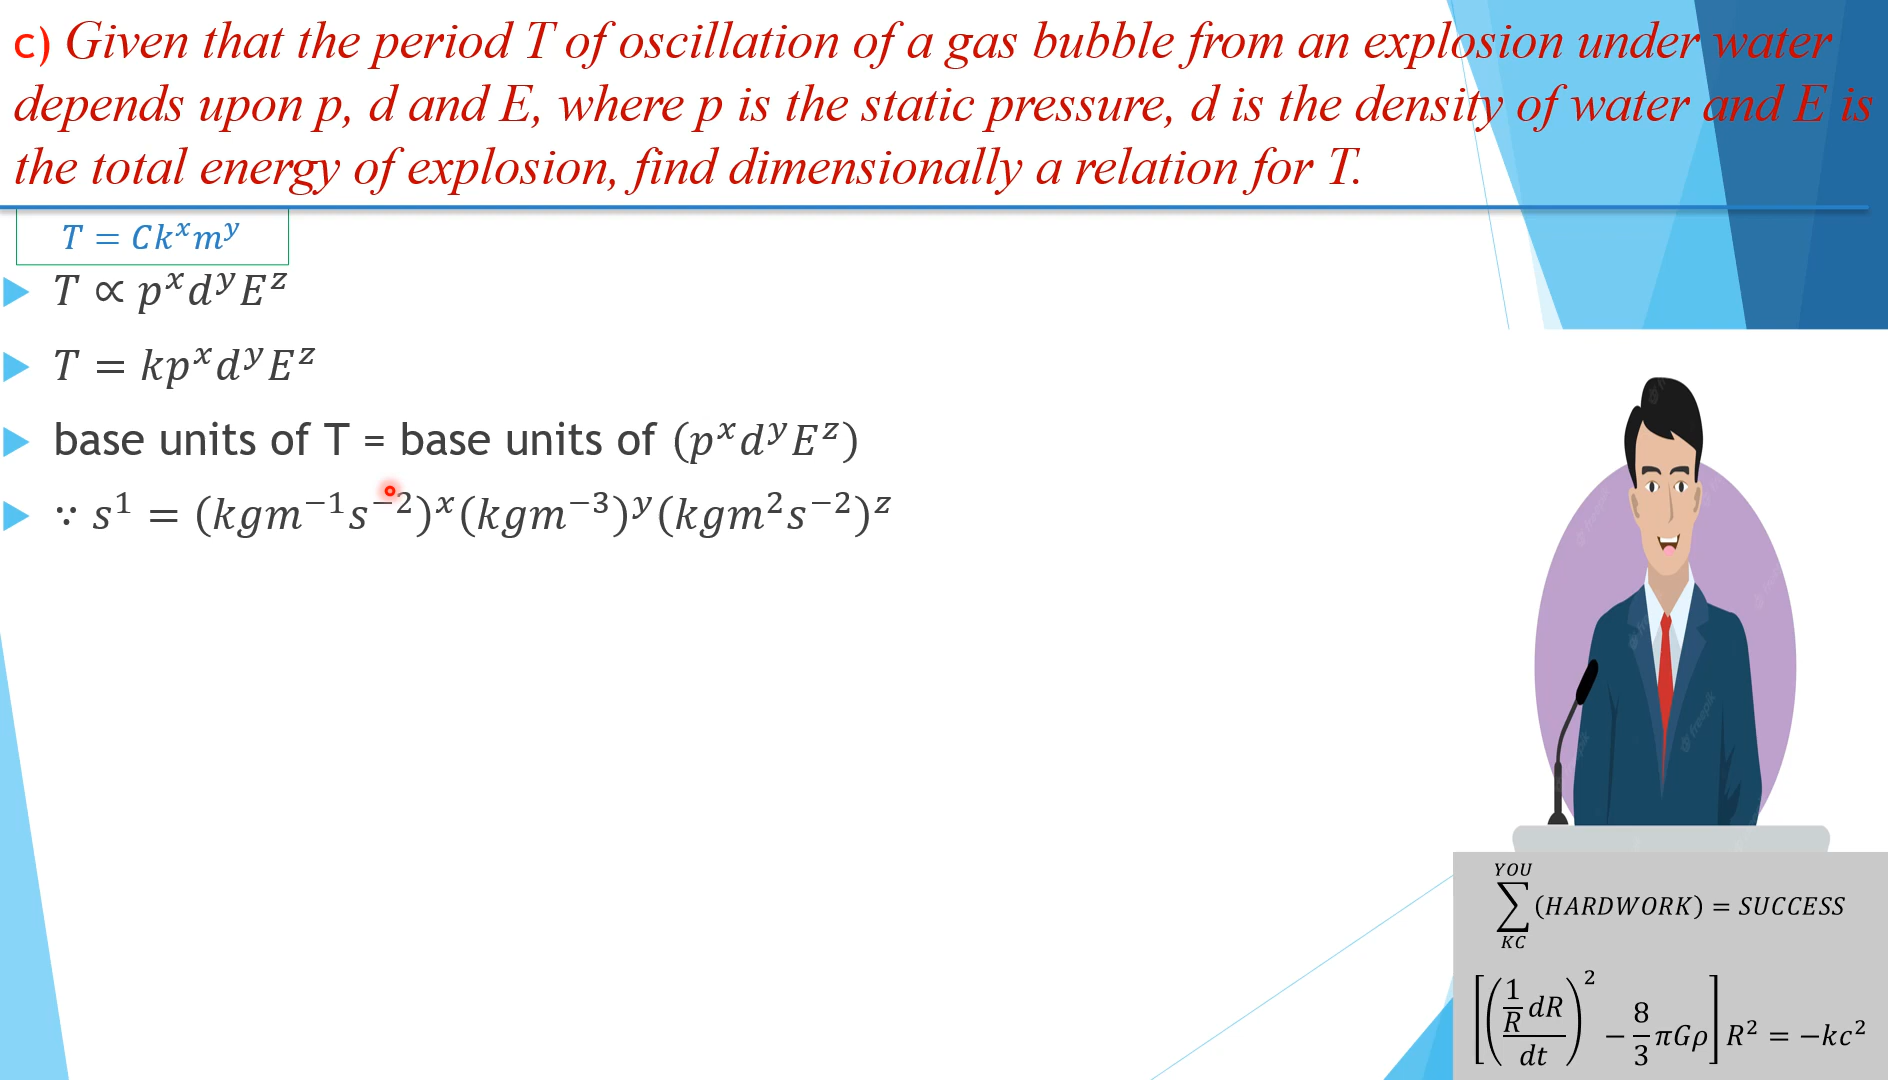 c) Given that the period T of oscillation of a gas bubble from an explosion under water
depends upon p, d and E, where p is the static pressure, d is the density of water and E is
the total energy of explosion, find dimensionally a relation for T.
T = Ck^x m^y
T ∝ p^x d^y E^z
T = kp^x d^y E^z
base units of T = base units of (p^x d^y E^z)
∵ s^1 = (kgm^−1 s^−2)^x (kgm^−3)^y (kgm^2 s^−2)^z
YOU
∑ (HARDWORK) = SUCCESS
KC
[((1/R dR)/dt)^2 − 8/3 πGρ] R^2 = −kc^2
freepik